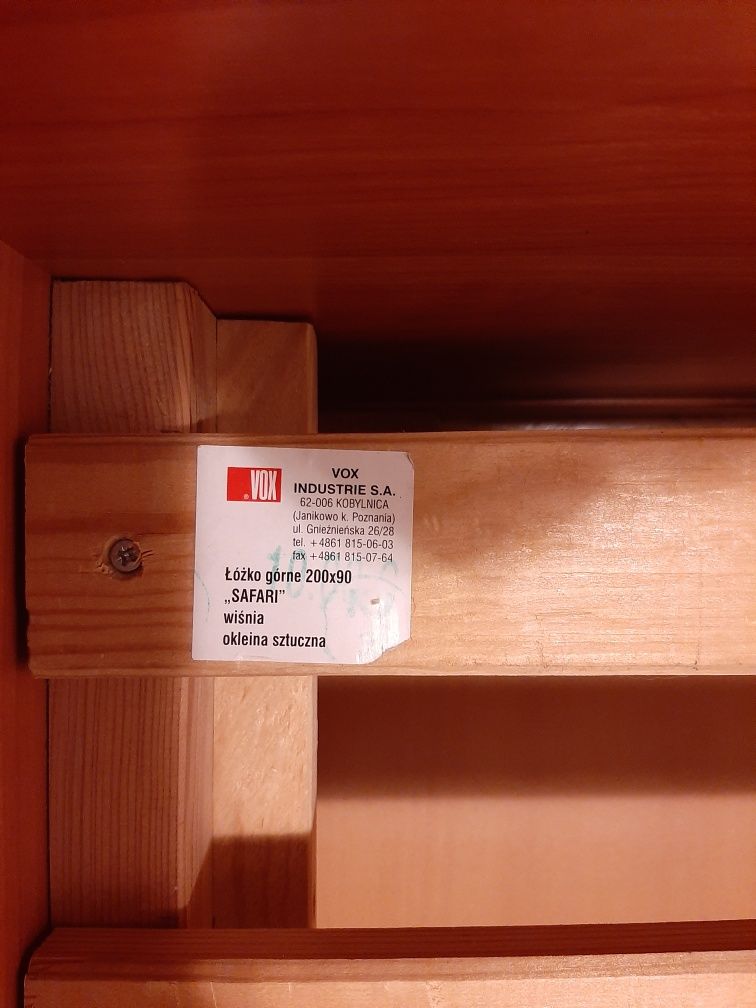 ®VOX
VOX
INDUSTRIE S.A.
62-006 KOBYLNICA
(Janikowo k. Poznania)
ul. Gnieźnieńska 26/28
tel. +4861 815-06-03
fax +4861 815-07-64
Łóżko górne 200x90
„SAFARI”
wiśnia
okleina sztuczna